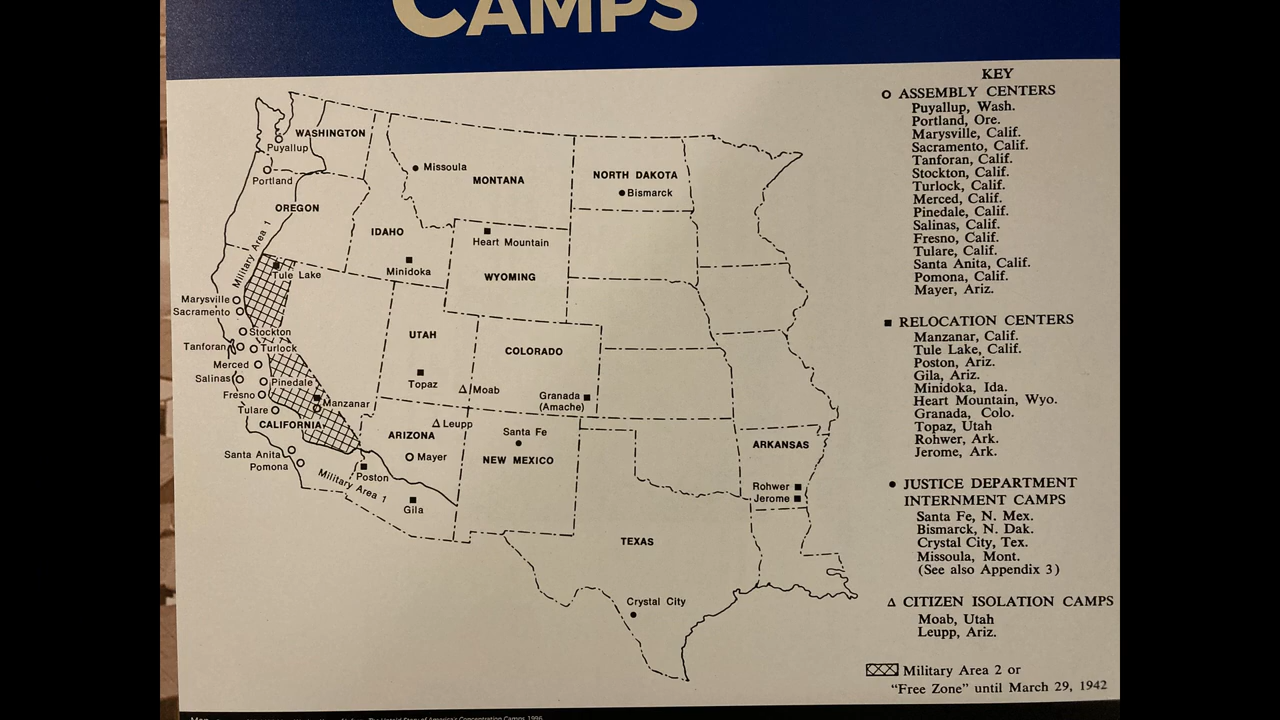 CAMPS
WASHINGTON
Puyallup
Portland
OREGON
Military Area 1
Missoula
MONTANA
NORTH DAKOTA
Bismarck
IDAHO
Minidoka
Heart Mountain
WYOMING
Tule Lake
Marysville
Sacramento
Stockton
Tanforan
Turlock
Merced
Salinas
Pinedale
Fresno
Manzanar
Tulare
CALIFORNIA
Santa Anita
Pomona
Military Area 1
UTAH
Topaz
Moab
COLORADO
Granada
(Amache)
Leupp
ARIZONA
Mayer
Poston
Gila
Santa Fe
NEW MEXICO
ARKANSAS
Rohwer
Jerome
TEXAS
Crystal City
KEY
ASSEMBLY CENTERS
Puyallup, Wash.
Portland, Ore.
Marysville, Calif.
Sacramento, Calif.
Tanforan, Calif.
Stockton, Calif.
Turlock, Calif.
Merced, Calif.
Pinedale, Calif.
Salinas, Calif.
Fresno, Calif.
Tulare, Calif.
Santa Anita, Calif.
Pomona, Calif.
Mayer, Ariz.
RELOCATION CENTERS
Manzanar, Calif.
Tule Lake, Calif.
Poston, Ariz.
Gila, Ariz.
Minidoka, Ida.
Heart Mountain, Wyo.
Granada, Colo.
Topaz, Utah
Rohwer, Ark.
Jerome, Ark.
JUSTICE DEPARTMENT
INTERNMENT CAMPS
Santa Fe, N. Mex.
Bismarck, N. Dak.
Crystal City, Tex.
Missoula, Mont.
(See also Appendix 3)
CITIZEN ISOLATION CAMPS
Moab, Utah
Leupp, Ariz.
Military Area 2 or
"Free Zone" until March 29, 1942
The Untold Story of America's Concentration Camps 1996